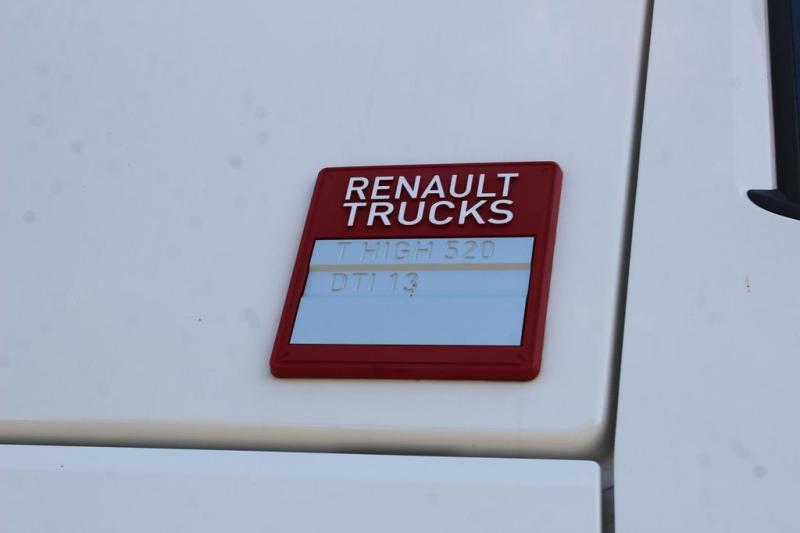 RENAULT
TRUCKS
T HIGH 520
DTI 13